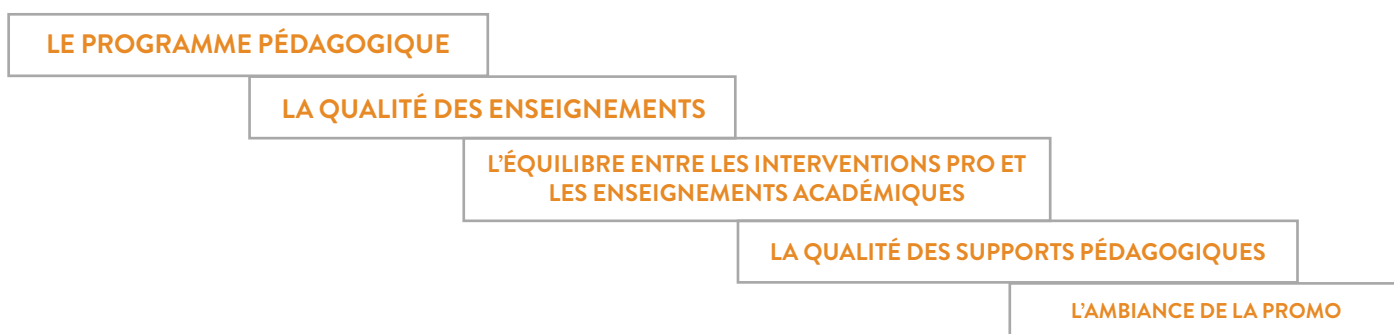 LE PROGRAMME PÉDAGOGIQUE
LA QUALITÉ DES ENSEIGNEMENTS
L'ÉQUILIBRE ENTRE LES INTERVENTIONS PRO ET
LES ENSEIGNEMENTS ACADÉMIQUES
LA QUALITÉ DES SUPPORTS PÉDAGOGIQUES
L'AMBIANCE DE LA PROMO